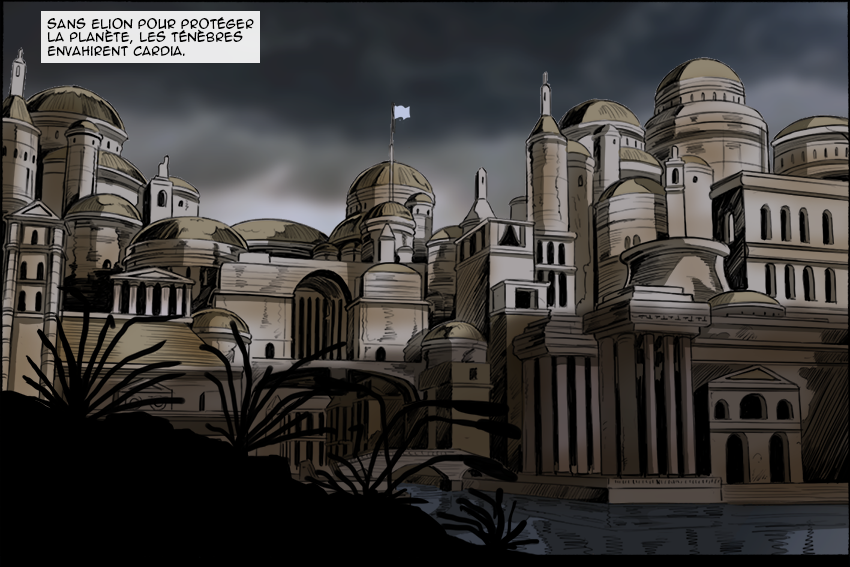 SANS ELION POUR PROTÉGER
LA PLANÈTE, LES TÉNÈBRES
ENVAHIRENT CARDIA.